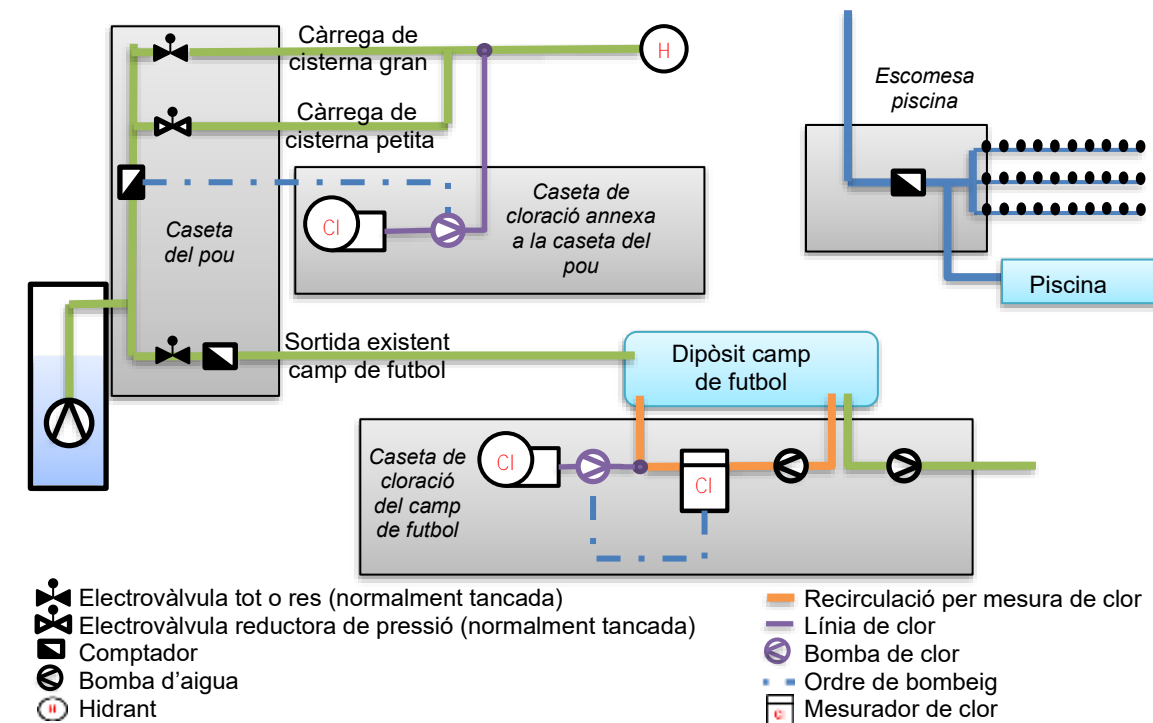 Càrrega de
cisterna gran
H
Càrrega de
cisterna petita
Escomesa
piscina
Caseta
del pou
Cl
Caseta de
cloració annexa
a la caseta del
pou
Piscina
Sortida existent
camp de futbol
Dipòsit camp
de futbol
Caseta de
cloració
del camp
de futbol
Cl
Cl
Electrovàlvula tot o res (normalment tancada)
Electrovàlvula reductora de pressió (normalment tancada)
Comptador
Bomba d’aigua
H
Hidrant
Recirculació per mesura de clor
Línia de clor
Bomba de clor
Ordre de bombeig
Mesurador de clor